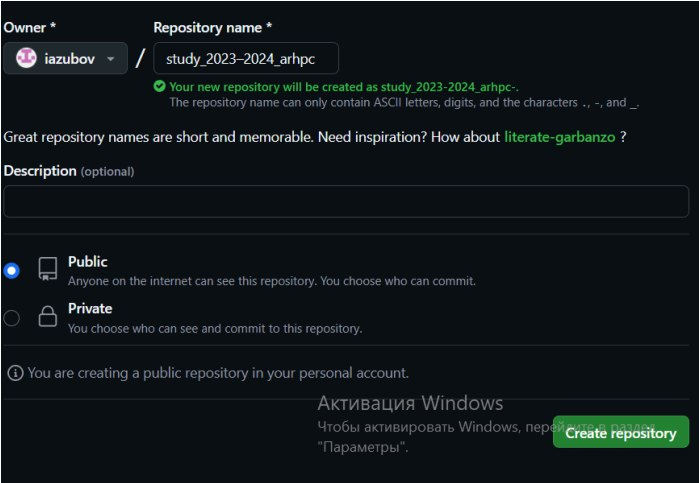 Owner * Repository name *
iazubov / study_2023–2024_arhpc
Your new repository will be created as study_2023-2024_arhpc-.
The repository name can only contain ASCII letters, digits, and the characters ., -, and _.
Great repository names are short and memorable. Need inspiration? How about literate-garbanzo ?
Description (optional)
Public
Anyone on the internet can see this repository. You choose who can commit.
Private
You choose who can see and commit to this repository.
You are creating a public repository in your personal account.
Активация Windows
Чтобы активировать Windows, перейдите в раздел
"Параметры".
Create repository